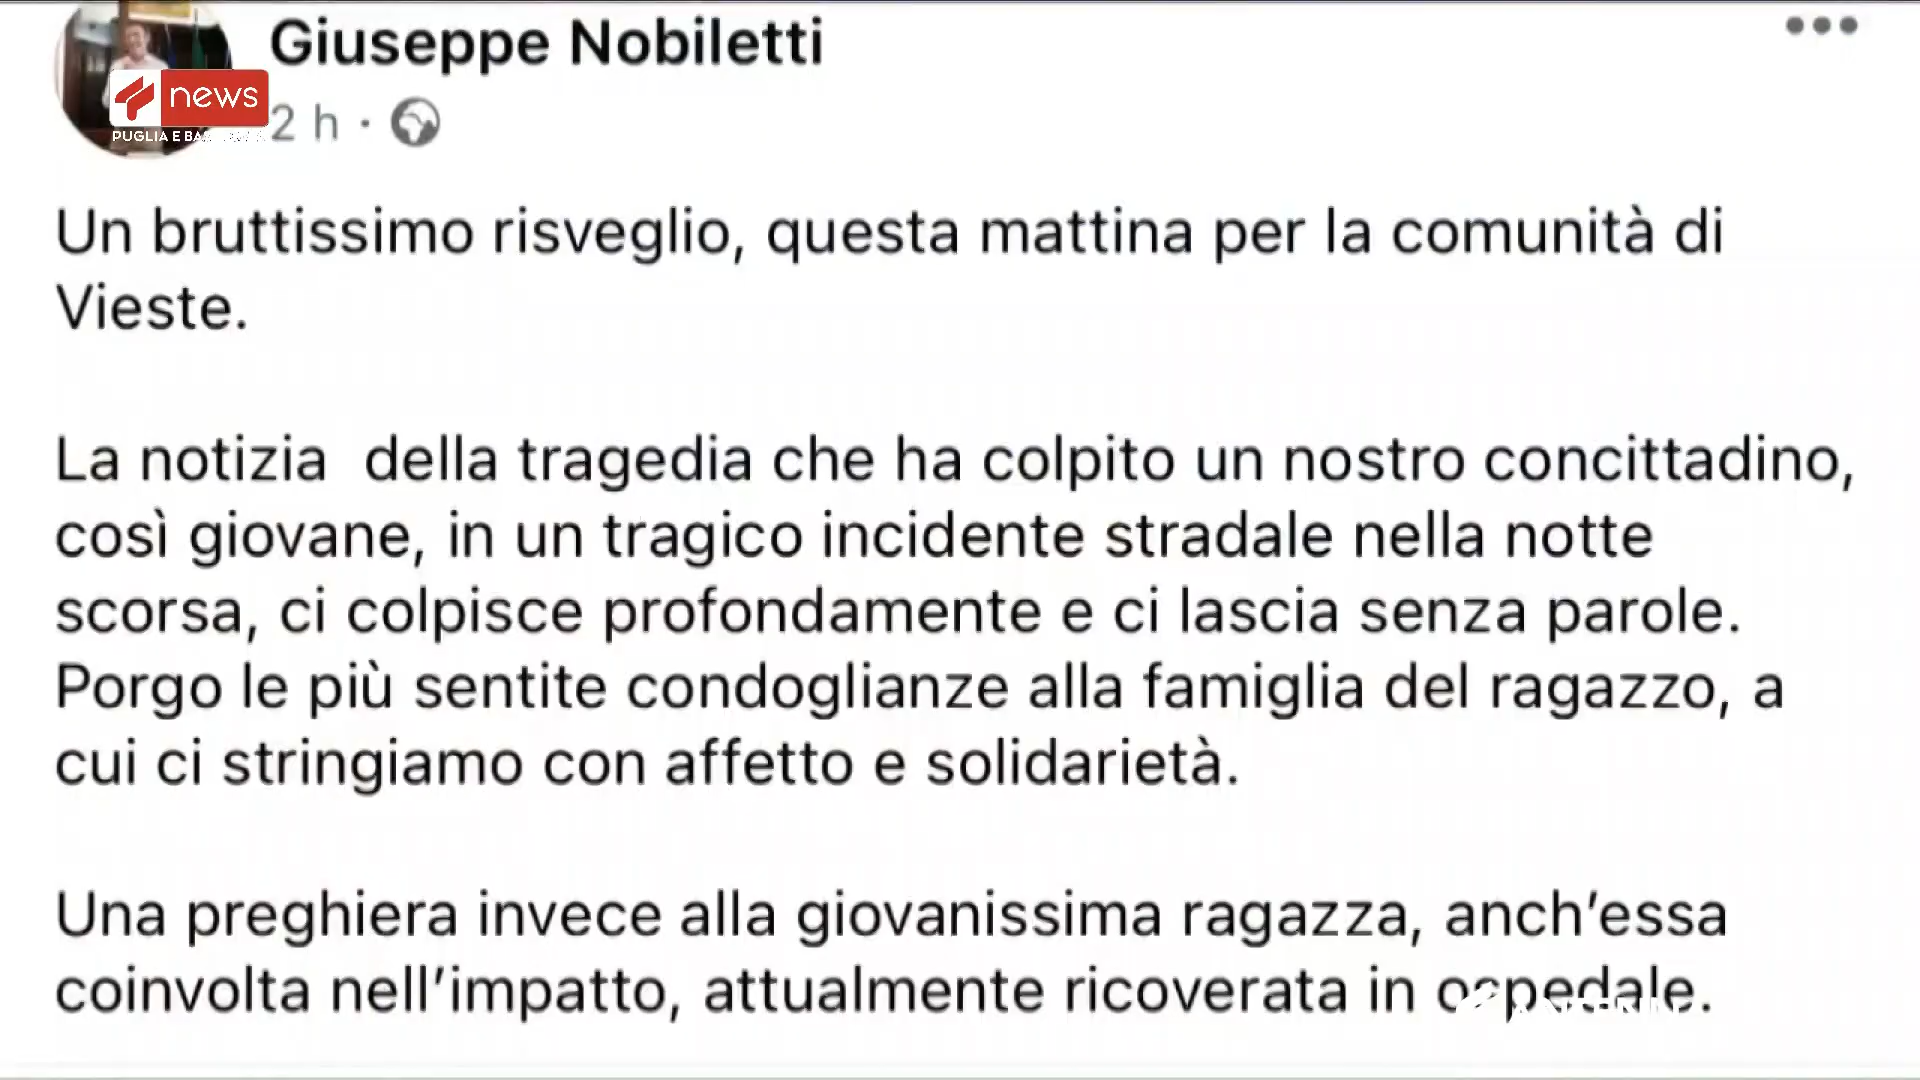 Giuseppe Nobiletti
news
PUGLIA E
2 h ·
Un bruttissimo risveglio, questa mattina per la comunità di
Vieste.
La notizia della tragedia che ha colpito un nostro concittadino,
così giovane, in un tragico incidente stradale nella notte
scorsa, ci colpisce profondamente e ci lascia senza parole.
Porgo le più sentite condoglianze alla famiglia del ragazzo, a
cui ci stringiamo con affetto e solidarietà.
Una preghiera invece alla giovanissima ragazza, anch’essa
coinvolta nell’impatto, attualmente ricoverata in ospedale.